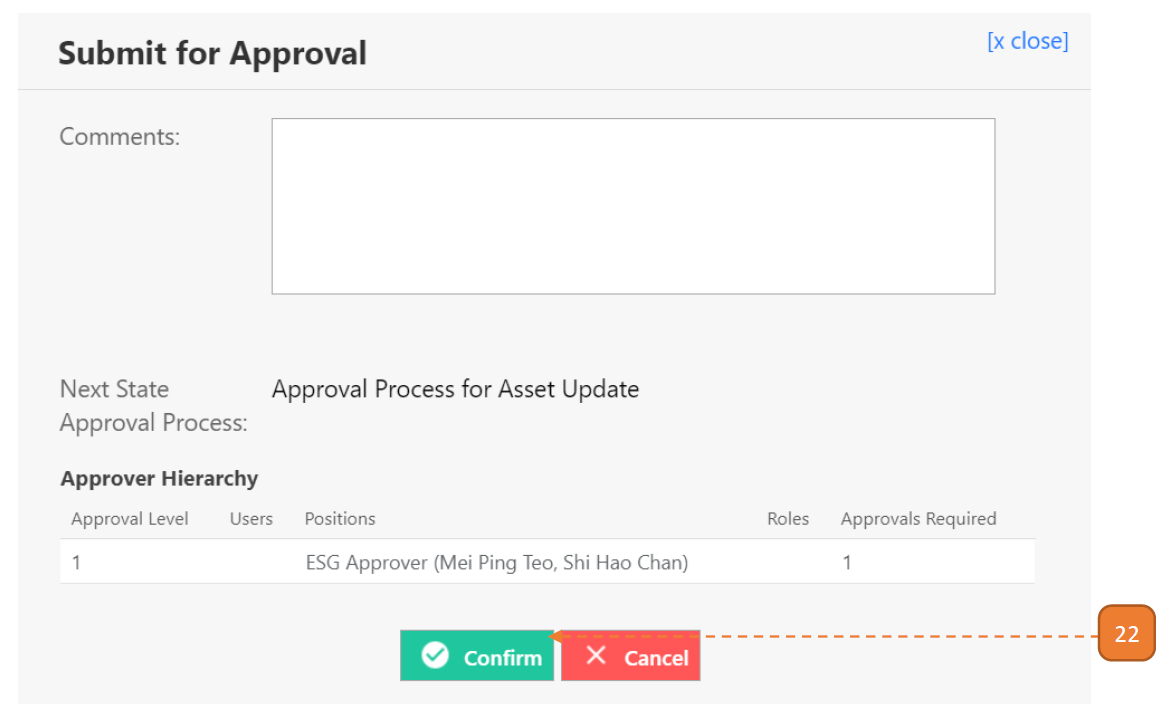 Submit for Approval
[x close]
Comments:
Next State
Approval Process:
Approval Process for Asset Update
Approver Hierarchy
Approval Level Users Positions Roles Approvals Required
1 ESG Approver (Mei Ping Teo, Shi Hao Chan) 1
Confirm Cancel
22